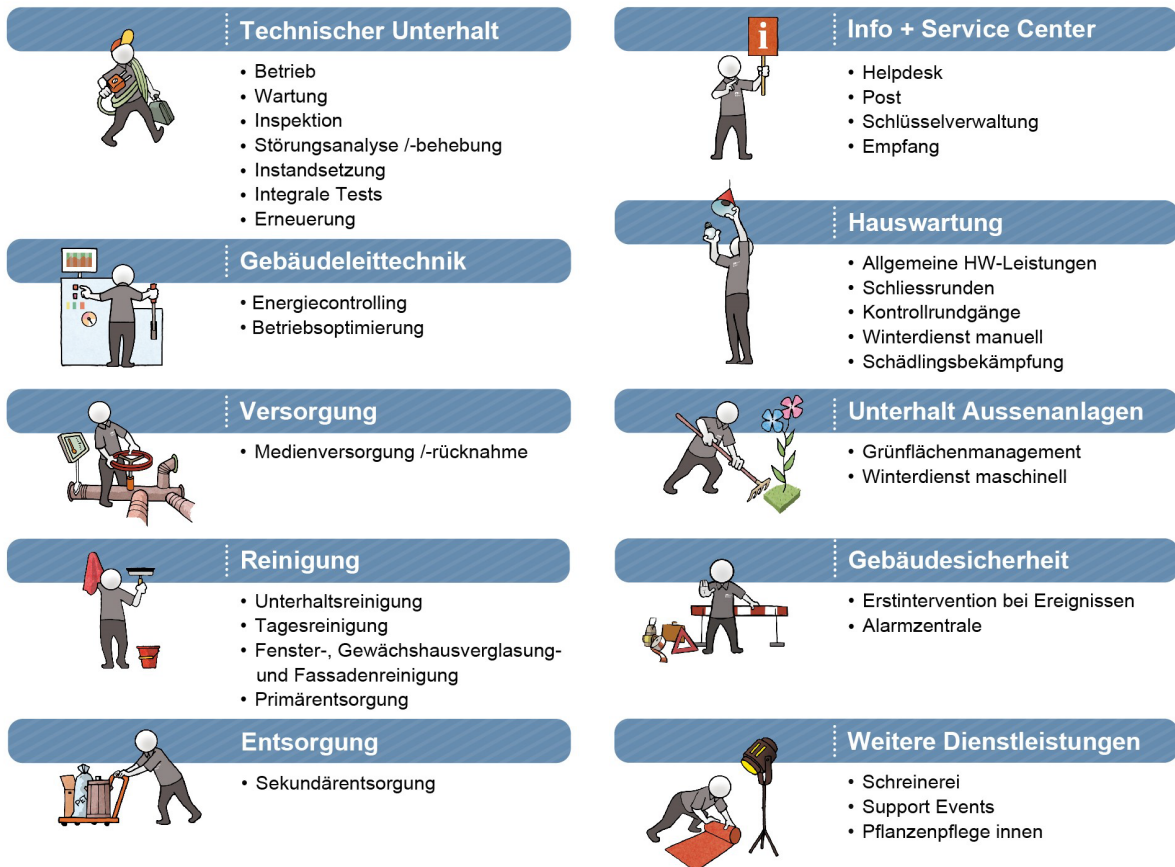 Technischer Unterhalt
• Betrieb
• Wartung
• Inspektion
• Störungsanalyse /-behebung
• Instandsetzung
• Integrale Tests
• Erneuerung
Gebäudeleittechnik
• Energiecontrolling
• Betriebsoptimierung
Versorgung
• Medienversorgung /-rücknahme
Reinigung
• Unterhaltsreinigung
• Tagesreinigung
• Fenster-, Gewächshausverglasung-
und Fassadenreinigung
• Primärentsorgung
Entsorgung
• Sekundärentsorgung
i
Info + Service Center
• Helpdesk
• Post
• Schlüsselverwaltung
• Empfang
Hauswartung
• Allgemeine HW-Leistungen
• Schliessrunden
• Kontrollrundgänge
• Winterdienst manuell
• Schädlingsbekämpfung
Unterhalt Aussenanlagen
• Grünflächenmanagement
• Winterdienst maschinell
Gebäudesicherheit
• Erstintervention bei Ereignissen
• Alarmzentrale
Weitere Dienstleistungen
• Schreinerei
• Support Events
• Pflanzenpflege innen